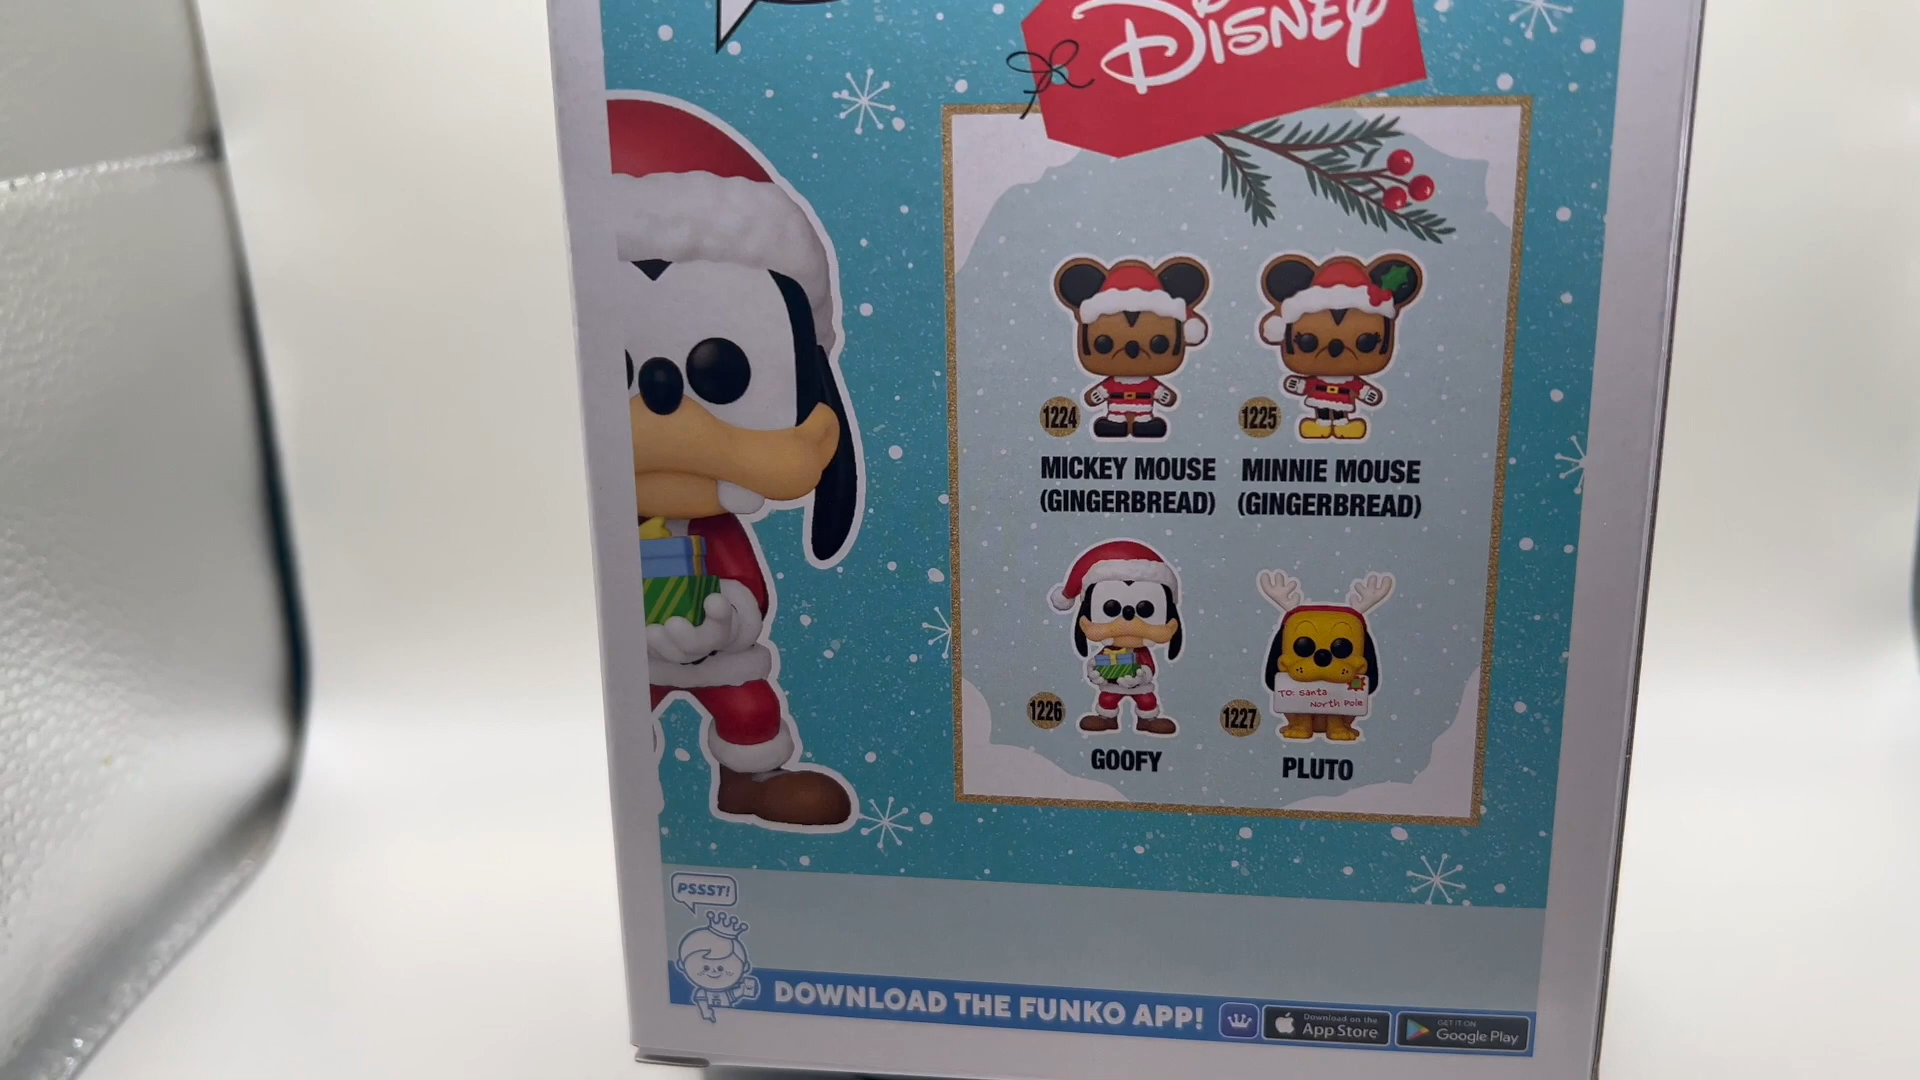 DISNEY
1224
1225
MICKEY MOUSE
(GINGERBREAD)
MINNIE MOUSE
(GINGERBREAD)
1226
1227
TO: Santa
North Pole
GOOFY
PLUTO
PSSST!
DOWNLOAD THE FUNKO APP!
Download on the
App Store
GET IT ON
Google Play